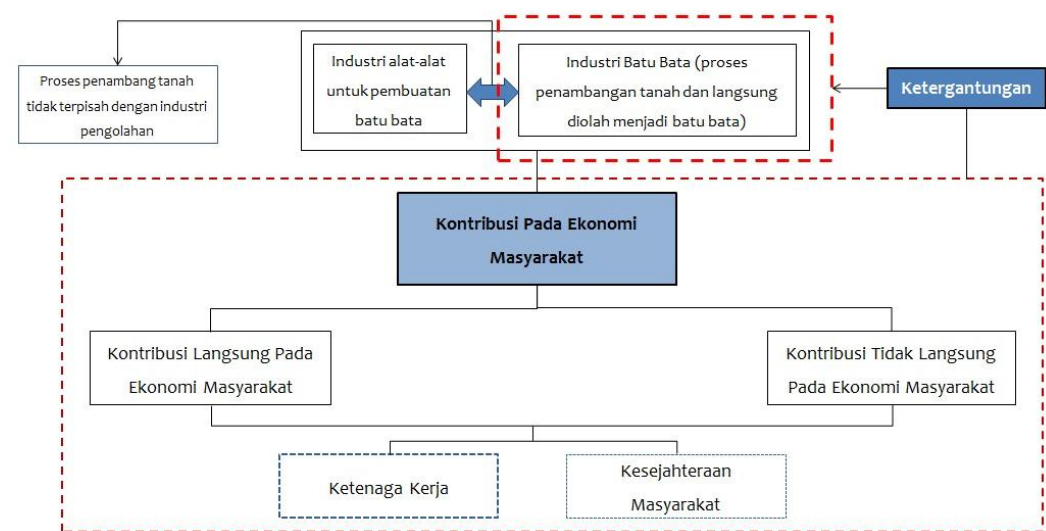 Proses penambang tanah
tidak terpisah dengan industri
pengolahan
Industri alat-alat
untuk pembuatan
batu bata
Industri Batu Bata (proses
penambangan tanah dan langsung
diolah menjadi batu bata)
Ketergantungan
Kontribusi Pada Ekonomi
Masyarakat
Kontribusi Langsung Pada
Ekonomi Masyarakat
Kontribusi Tidak Langsung
Pada Ekonomi Masyarakat
Ketenaga Kerja
Kesejahteraan
Masyarakat